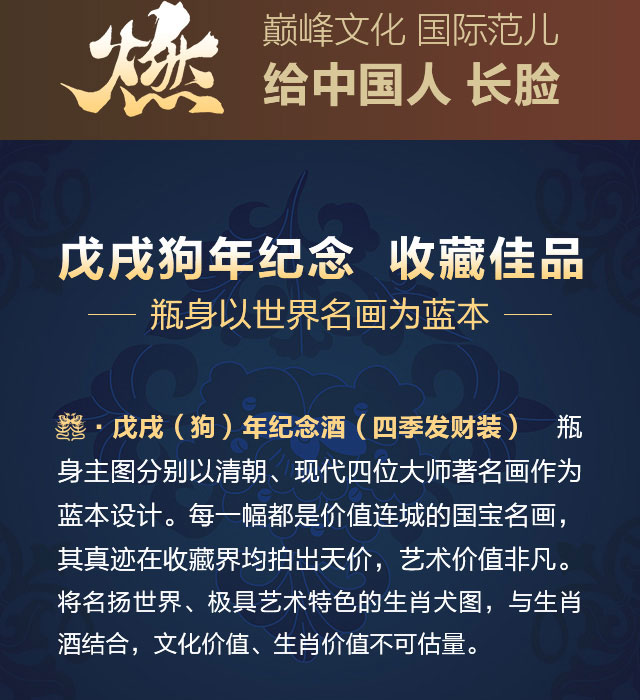 燃
巅峰文化 国际范儿
给中国人 长脸
戊戌狗年纪念 收藏佳品
瓶身以世界名画为蓝本
·戊戌（狗）年纪念酒（四季发财装） 瓶
身主图分别以清朝、现代四位大师著名画作为
蓝本设计。每一幅都是价值连城的国宝名画，
其真迹在收藏界均拍出天价，艺术价值非凡。
将名扬世界、极具艺术特色的生肖犬图，与生肖
酒结合，文化价值、生肖价值不可估量。